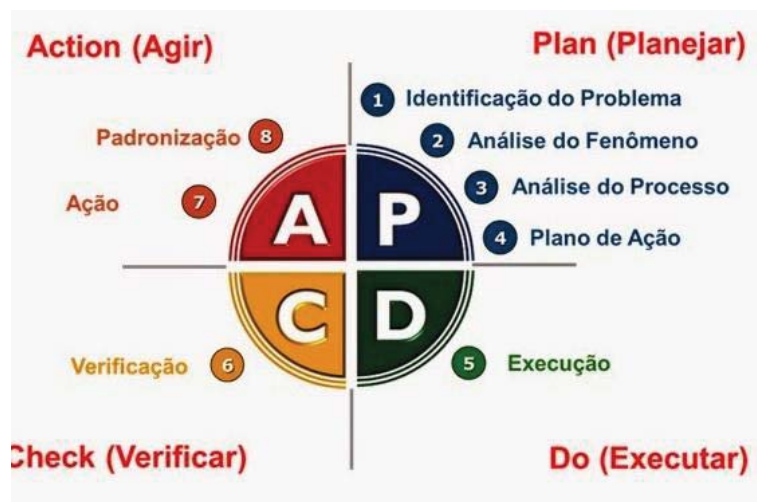 Action (Agir)
Plan (Planejar)
1 Identificação do Problema
2 Análise do Fenômeno
3 Análise do Processo
4 Plano de Ação
Padronização 8
Ação 7
A P
C D
Verificação 6
5 Execução
Check (Verificar)
Do (Executar)